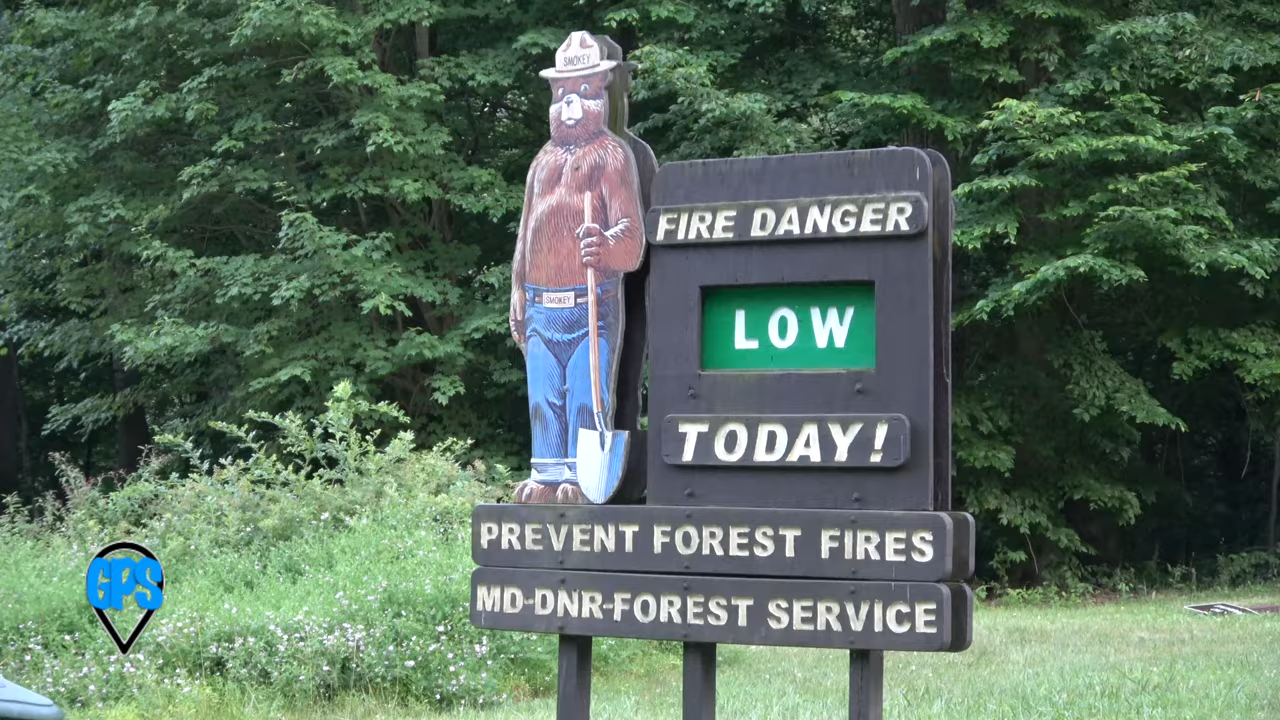 SMOKEY
FIRE DANGER
LOW
SMOKEY
TODAY!
PREVENT FOREST FIRES
MD-DNR-FOREST SERVICE
GPS